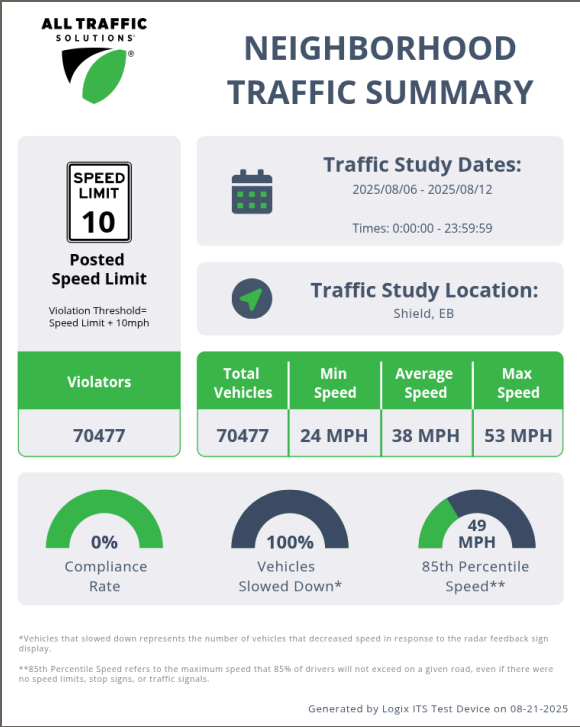 ALL TRAFFIC
SOLUTIONS
®
NEIGHBORHOOD
TRAFFIC SUMMARY
SPEED
LIMIT
10
Posted
Speed Limit
Violation Threshold=
Speed Limit + 10mph
Traffic Study Dates:
2025/08/06 - 2025/08/12
Times: 0:00:00 - 23:59:59
Traffic Study Location:
Shield, EB
Violators
70477
Total
Vehicles
Min
Speed
Average
Speed
Max
Speed
70477
24 MPH
38 MPH
53 MPH
0%
Compliance
Rate
100%
Vehicles
Slowed Down*
49
MPH
85th Percentile
Speed**
*Vehicles that slowed down represents the number of vehicles that decreased speed in response to the radar feedback sign
display.
**85th Percentile Speed refers to the maximum speed that 85% of drivers will not exceed on a given road, even if there were
no speed limits, stop signs, or traffic signals.
Generated by Logix ITS Test Device on 08-21-2025